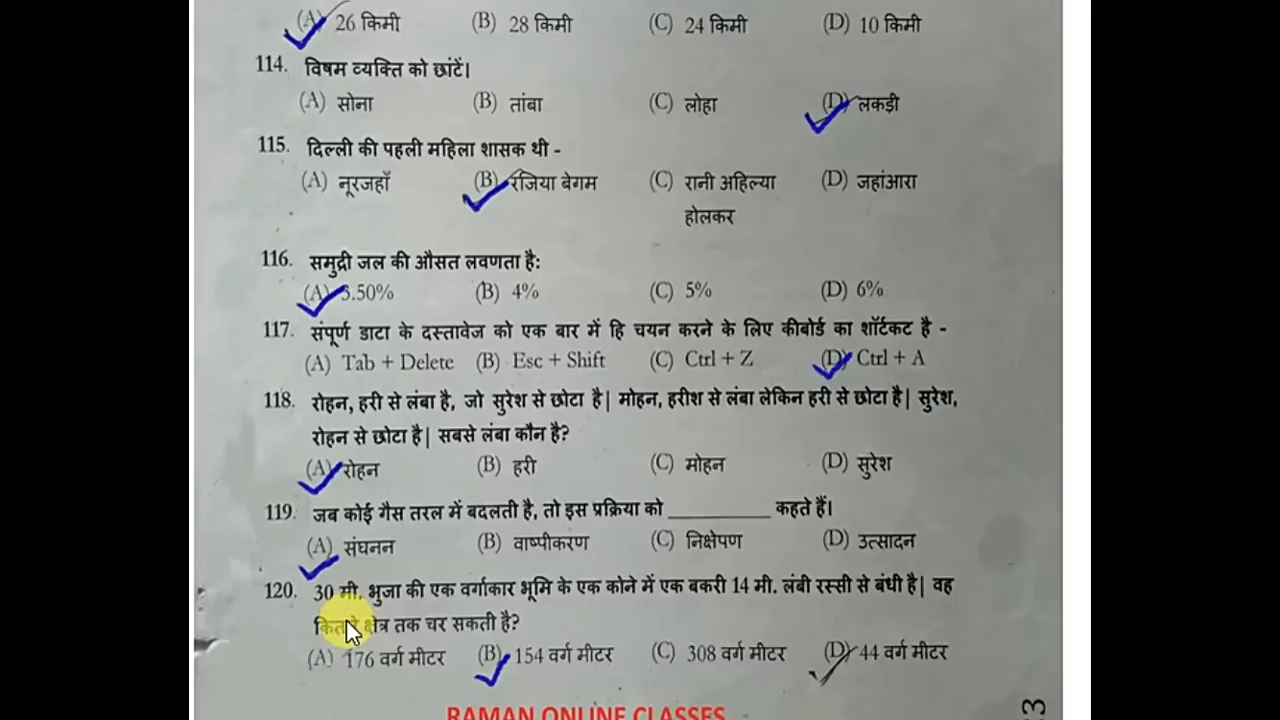 (A) 26 किमी (B) 28 किमी (C) 24 किमी (D) 10 किमी
114. विषम व्यक्ति को छांटें।
(A) सोना (B) तांबा (C) लोहा (D) लकड़ी
115. दिल्ली की पहली महिला शासक थी -
(A) नूरजहाँ (B) रजिया बेगम (C) रानी अहिल्या (D) जहांआरा
होलकर
116. समुद्री जल की औसत लवणता है:
(A) 3.50% (B) 4% (C) 5% (D) 6%
117. संपूर्ण डाटा के दस्तावेज को एक बार में हि चयन करने के लिए कीबोर्ड का शॉर्टकट है -
(A) Tab + Delete (B) Esc + Shift (C) Ctrl + Z (D) Ctrl + A
118. रोहन, हरी से लंबा है, जो सुरेश से छोटा है| मोहन, हरीश से लंबा लेकिन हरी से छोटा है| सुरेश,
रोहन से छोटा है| सबसे लंबा कौन है?
(A) रोहन (B) हरी (C) मोहन (D) सुरेश
119. जब कोई गैस तरल में बदलती है, तो इस प्रक्रिया को __________ कहते हैं।
(A) संघनन (B) वाष्पीकरण (C) निक्षेपण (D) उत्सादन
120. 30 मी. भुजा की एक वर्गाकार भूमि के एक कोने में एक बकरी 14 मी. लंबी रस्सी से बंधी है| वह
कितने क्षेत्र तक चर सकती है?
(A) 176 वर्ग मीटर (B) 154 वर्ग मीटर (C) 308 वर्ग मीटर (D) 44 वर्ग मीटर
RAMAN ONLINE CLASSES